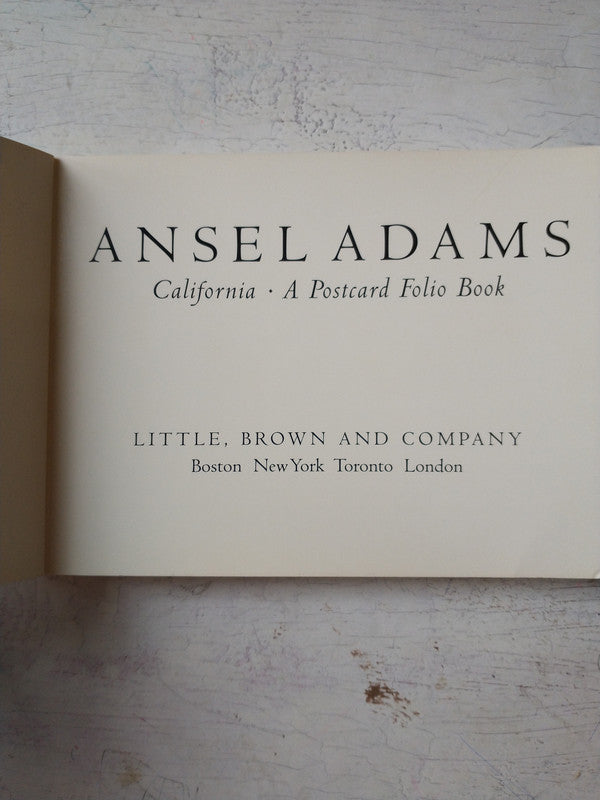 ANSEL ADAMS
California · A Postcard Folio Book
LITTLE, BROWN AND COMPANY
Boston New York Toronto London